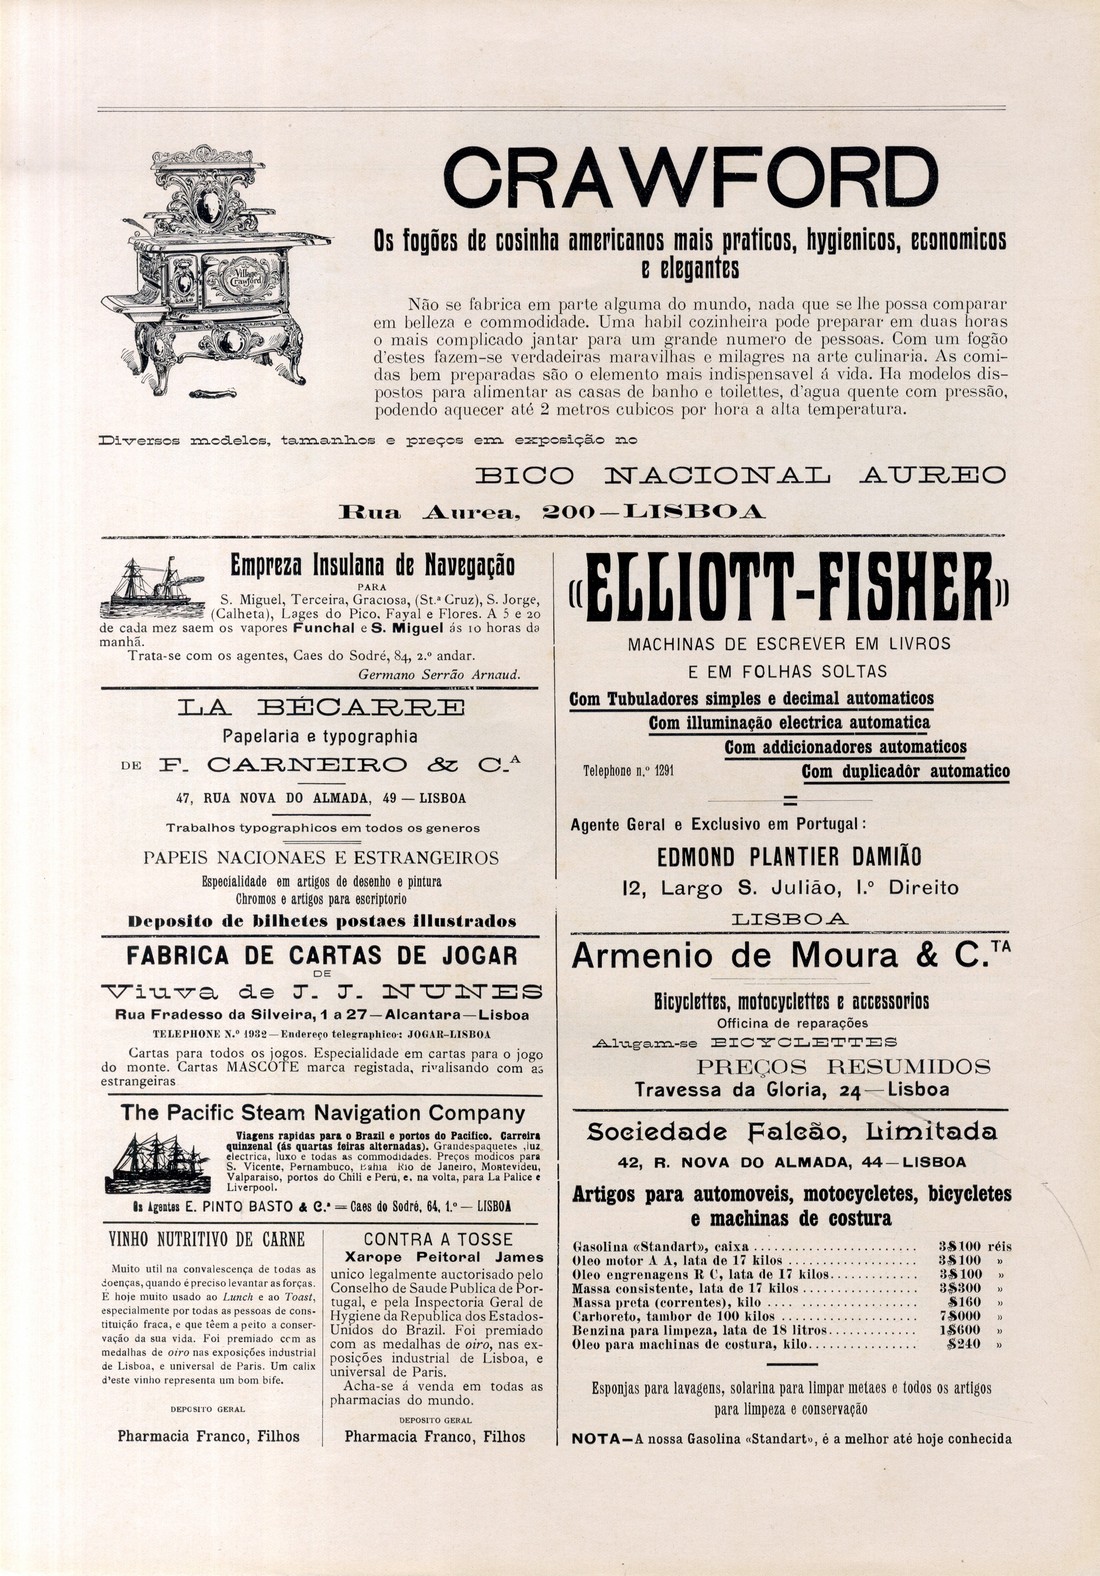 CRAWFORD
Os fogões de cosinha americanos mais praticos, hygienicos, economicos
e elegantes
Village
Crawford
Não se fabrica em parte alguma do mundo, nada que se lhe possa comparar
em belleza e commodidade. Uma habil cozinheira pode preparar em duas horas
o mais complicado jantar para um grande numero de pessoas. Com um fogão
d'estes fazem-se verdadeiras maravilhas e milagres na arte culinaria. As comi-
das bem preparadas são o elemento mais indispensavel á vida. Ha modelos dis-
postos para alimentar as casas de banho e toilettes, d'agua quente com pressão,
podendo aquecer até 2 metros cubicos por hora a alta temperatura.
Diversos modelos, tamanhos e preços em exposição no
BICO NACIONAL AUREO
Rua Aurea, 200—LISBOA
Empreza Insulana de Navegação
PARA
S. Miguel, Terceira, Graciosa, (St.ª Cruz), S. Jorge,
(Calheta), Lages do Pico, Fayal e Flores. A 5 e 20
de cada mez saem os vapores Funchal e S. Miguel ás 10 horas da
manhã.
Trata-se com os agentes, Caes do Sodré, 84, 2.º andar.
Germano Serrão Arnaud.
LA BÉCARRE
Papelaria e typographia
DE F. CARNEIRO & C.ᴬ
47, RUA NOVA DO ALMADA, 49 — LISBOA
Trabalhos typographicos em todos os generos
PAPEIS NACIONAES E ESTRANGEIROS
Especialidade em artigos de desenho e pintura
Chromos e artigos para escriptorio
Deposito de bilhetes postaes illustrados
FABRICA DE CARTAS DE JOGAR
DE
Viuva de J. J. NUNES
Rua Fradesso da Silveira, 1 a 27—Alcantara—Lisboa
TELEPHONE N.º 1932—Endereço telegraphico: JOGAR-LISBOA
Cartas para todos os jogos. Especialidade em cartas para o jogo
do monte. Cartas MASCOTE marca registada, rivalisando com as
estrangeiras
The Pacific Steam Navigation Company
Viagens rapidas para o Brazil e portos do Pacifico. Carreira
quinzenal (ás quartas feiras alternadas). Grandes paquetes, luz
electrica, luxo e todas as commodidades. Preços modicos para
S. Vicente, Pernambuco, Bahia Rio de Janeiro, Montevideu,
Valparaiso, portos do Chili e Perú, e, na volta, para La Palice e
Liverpool.
Os Agentes E. PINTO BASTO & C.ª = Caes do Sodré, 64, 1.º — LISBOA
VINHO NUTRITIVO DE CARNE
Muito util na convalescença de todas as
doenças, quando é preciso levantar as forças.
É hoje muito usado ao Lunch e ao Toast,
especialmente por todas as pessoas de cons-
tituição fraca, e que têem a peito a conser-
vação da sua vida. Foi premiado com as
medalhas de oiro nas exposições industrial
de Lisboa, e universal de Paris. Um calix
d'este vinho representa um bom bife.
DEPOSITO GERAL
Pharmacia Franco, Filhos
CONTRA A TOSSE
Xarope Peitoral James
unico legalmente auctorisado pelo
Conselho de Saude Publica de Por-
tugal, e pela Inspectoria Geral de
Hygiene da Republica dos Estados-
Unidos do Brazil. Foi premiado
com as medalhas de oiro, nas ex-
posições industrial de Lisboa, e
universal de Paris.
Acha-se á venda em todas as
pharmacias do mundo.
DEPOSITO GERAL
Pharmacia Franco, Filhos
«ELLIOTT-FISHER»
MACHINAS DE ESCREVER EM LIVROS
E EM FOLHAS SOLTAS
Com Tubuladores simples e decimal automaticos
Com illuminação electrica automatica
Com addicionadores automaticos
Telephone n.º 1291
Com duplicadôr automatico
Agente Geral e Exclusivo em Portugal:
EDMOND PLANTIER DAMIÃO
12, Largo S. Julião, 1.º Direito
LISBOA
Armenio de Moura & C.ᵀᴬ
Bicyclettes, motocyclettes e accessorios
Officina de reparações
Alugam-se BICYCLETTES
PREÇOS RESUMIDOS
Travessa da Gloria, 24—Lisboa
Sociedade Falcão, Limitada
42, R. NOVA DO ALMADA, 44—LISBOA
Artigos para automoveis, motocycletes, bicycletes
e machinas de costura
Gasolina «Standart», caixa ........................ 3$100 réis
Oleo motor A A, lata de 17 kilos ................... 3$100 »
Oleo engrenagens R C, lata de 17 kilos............. 3$100 »
Massa consistente, lata de 17 kilos ................. 3$300 »
Massa preta (correntes), kilo .... .................. $160 »
Carboreto, tambor de 100 kilos .................... 7$000 »
Benzina para limpeza, lata de 18 litros............. 1$600 »
Oleo para machinas de costura, kilo................ $240 »
Esponjas para lavagens, solarina para limpar metaes e todos os artigos
para limpeza e conservação
NOTA—A nossa Gasolina «Standart», é a melhor até hoje conhecida